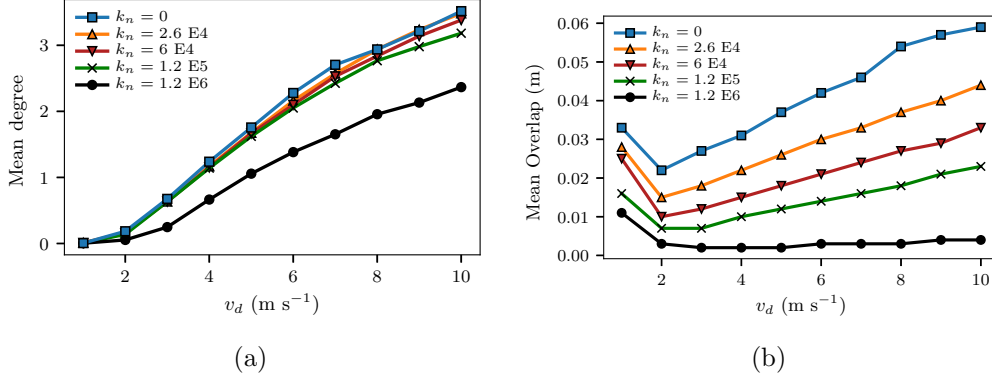 k_n = 0
k_n = 2.6 E4
k_n = 6 E4
k_n = 1.2 E5
k_n = 1.2 E6
Mean degree
3
2
1
0
2 4 6 8 10
v_d (m s⁻¹)
(a)
k_n = 0
k_n = 2.6 E4
k_n = 6 E4
k_n = 1.2 E5
k_n = 1.2 E6
Mean Overlap (m)
0.06
0.05
0.04
0.03
0.02
0.01
0.00
2 4 6 8 10
v_d (m s⁻¹)
(b)